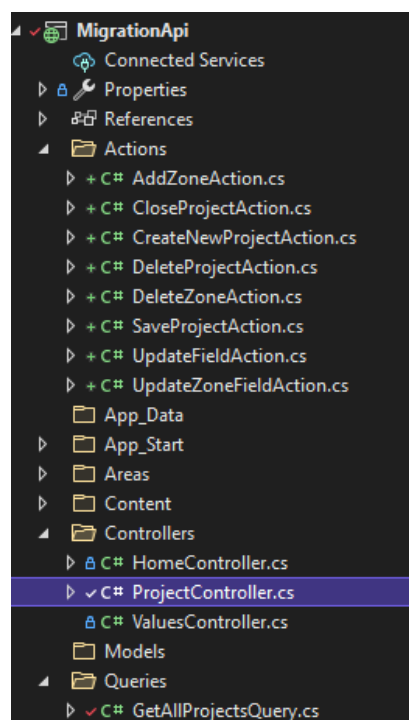 MigrationApi
Connected Services
Properties
References
Actions
+ C# AddZoneAction.cs
+ C# CloseProjectAction.cs
+ C# CreateNewProjectAction.cs
+ C# DeleteProjectAction.cs
+ C# DeleteZoneAction.cs
+ C# SaveProjectAction.cs
+ C# UpdateFieldAction.cs
+ C# UpdateZoneFieldAction.cs
App_Data
App_Start
Areas
Content
Controllers
C# HomeController.cs
C# ProjectController.cs
C# ValuesController.cs
Models
Queries
C# GetAllProjectsQuery.cs